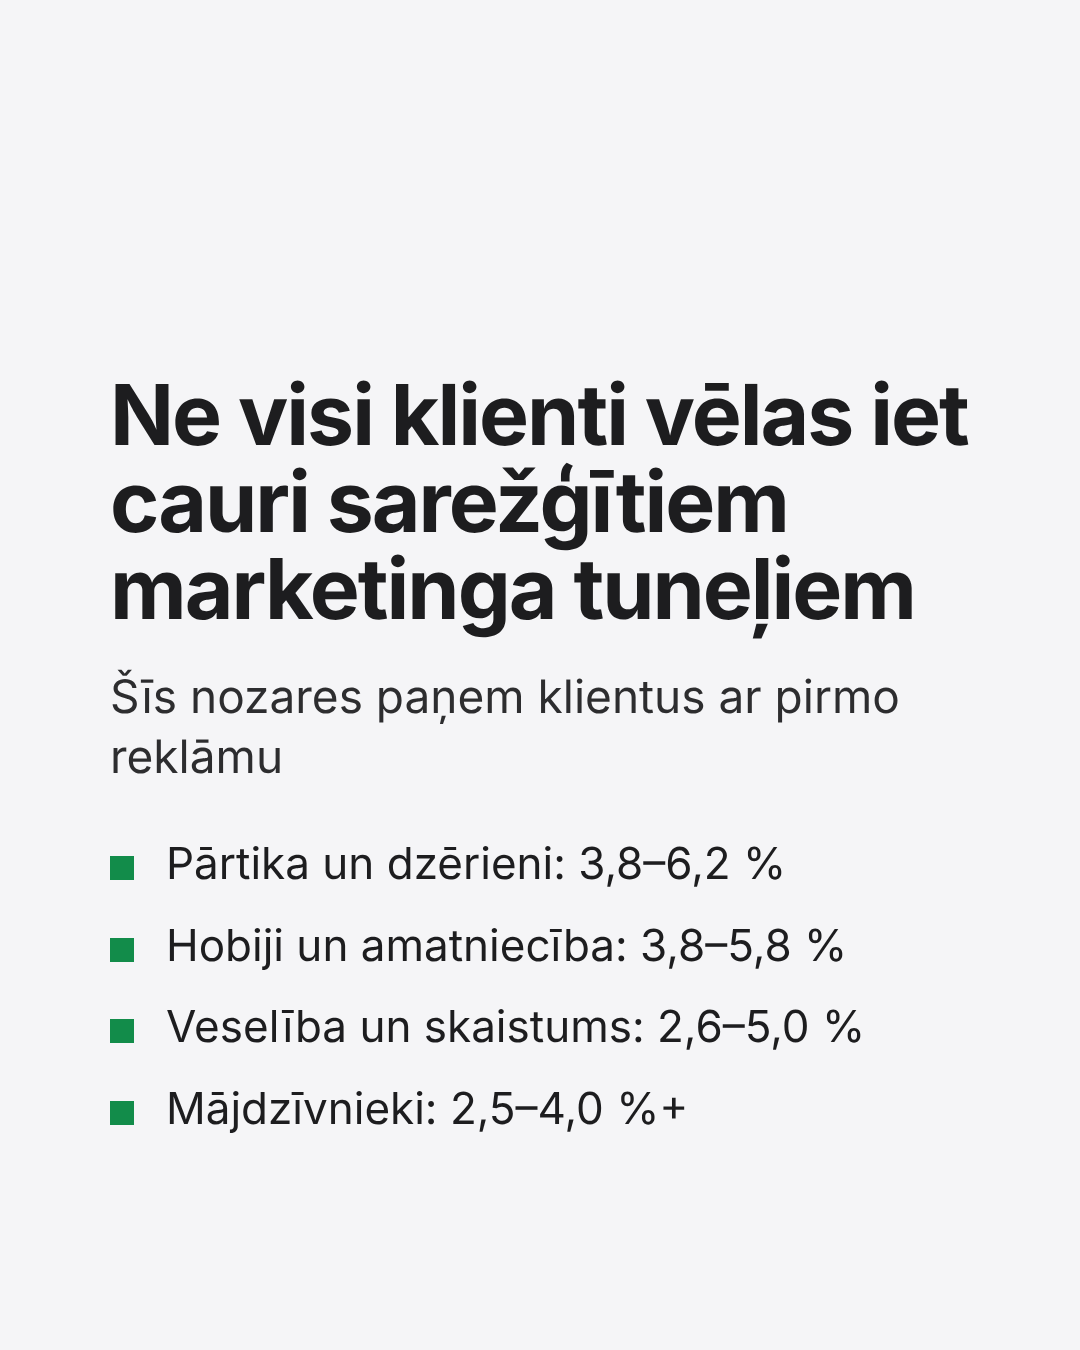 Ne visi klienti vēlas iet
cauri sarežģītiem
marketinga tuneļiem
Šīs nozares paņem klientus ar pirmo
reklāmu
Pārtika un dzērieni: 3,8–6,2 %
Hobiji un amatniecība: 3,8–5,8 %
Veselība un skaistums: 2,6–5,0 %
Mājdzīvnieki: 2,5–4,0 %+